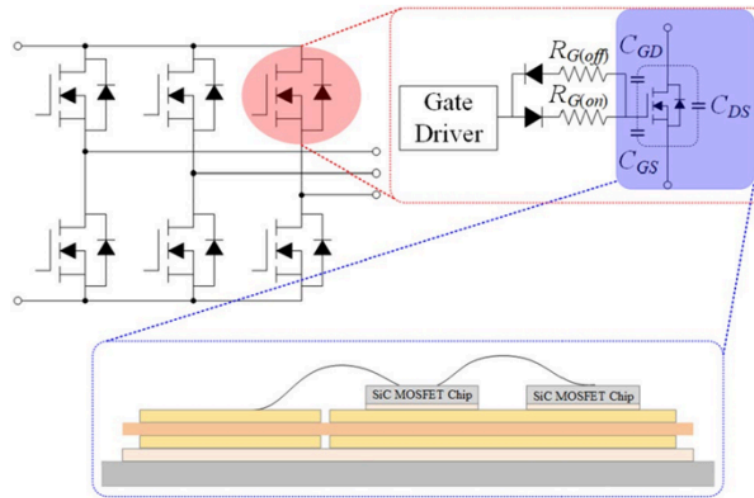 R_G(off)
C_GD
R_G(on)
Gate
Driver
C_DS
C_GS
SiC MOSFET Chip
SiC MOSFET Chip